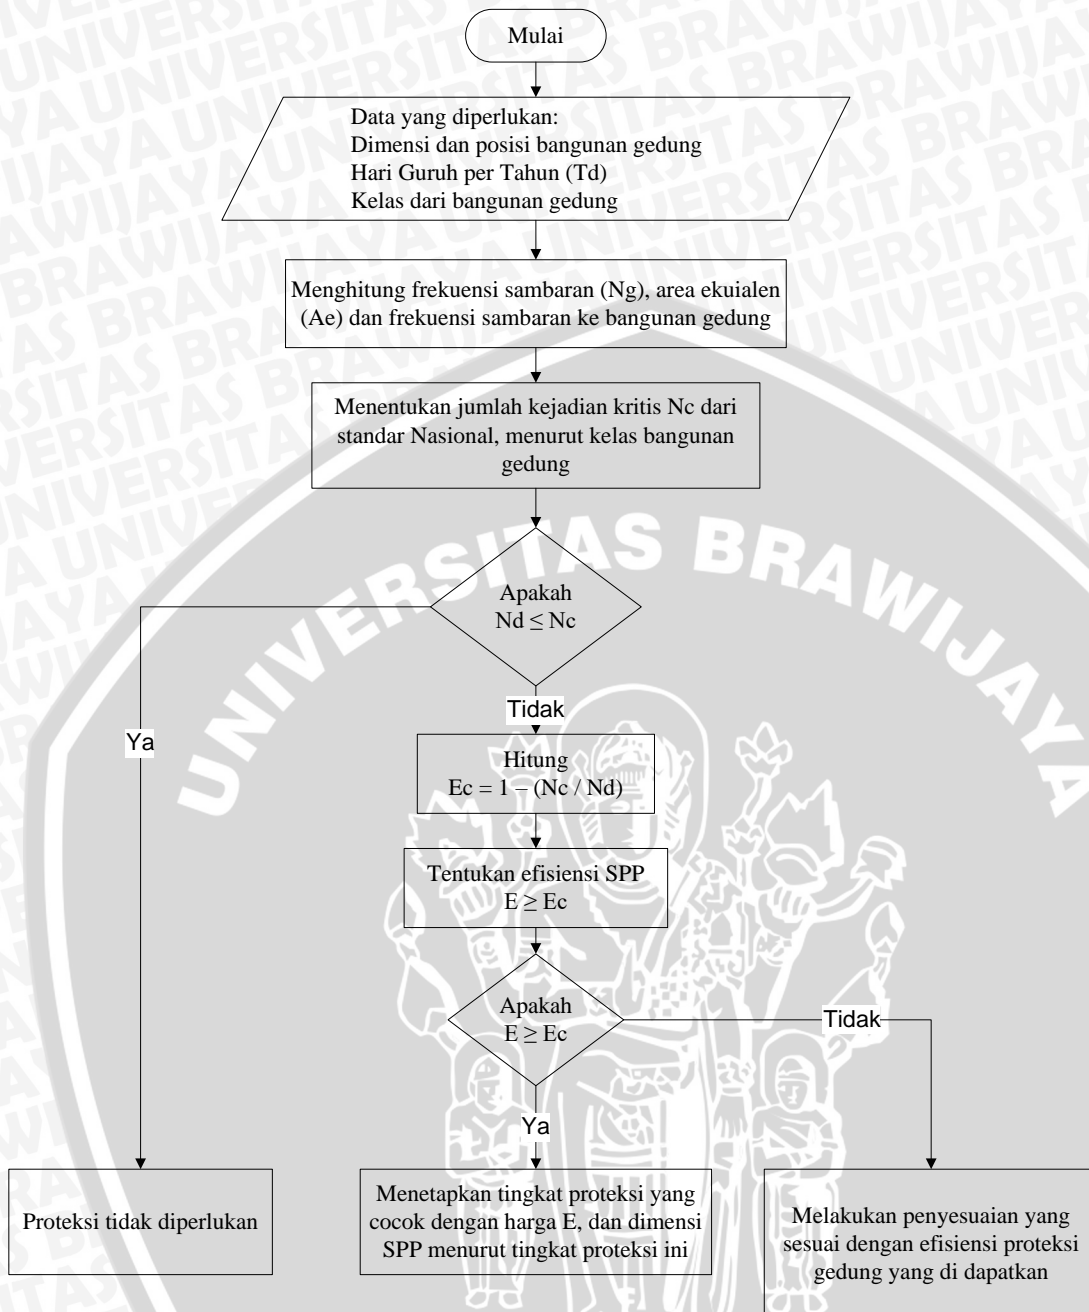 Mulai
Data yang diperlukan:
Dimensi dan posisi bangunan gedung
Hari Guruh per Tahun (Td)
Kelas dari bangunan gedung
Menghitung frekuensi sambaran (Ng), area ekuialen
(Ae) dan frekuensi sambaran ke bangunan gedung
Menentukan jumlah kejadian kritis Nc dari
standar Nasional, menurut kelas bangunan
gedung
UNIVERSITAS BRAWIJAYA
Apakah
Nd ≤ Nc
Tidak
Ya
Hitung
Ec = 1 – (Nc / Nd)
Tentukan efisiensi SPP
E ≥ Ec
Apakah
E ≥ Ec
Tidak
Ya
Proteksi tidak diperlukan
Menetapkan tingkat proteksi yang
cocok dengan harga E, dan dimensi
SPP menurut tingkat proteksi ini
Melakukan penyesuaian yang
sesuai dengan efisiensi proteksi
gedung yang di dapatkan